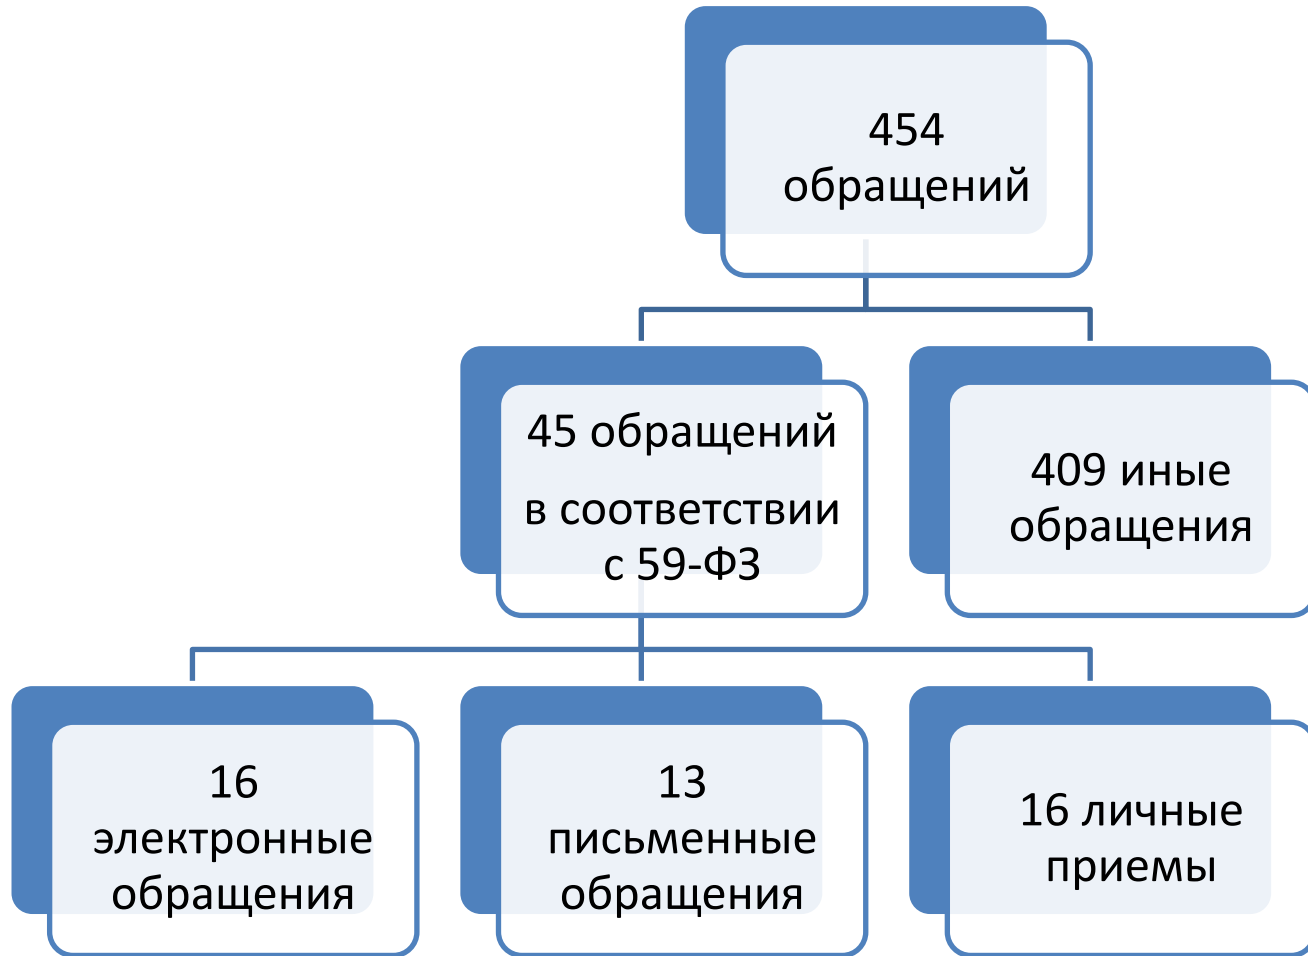 454
обращений
45 обращений
в соответствии
с 59-ФЗ
409 иные
обращения
16
электронные
обращения
13
письменные
обращения
16 личные
приемы